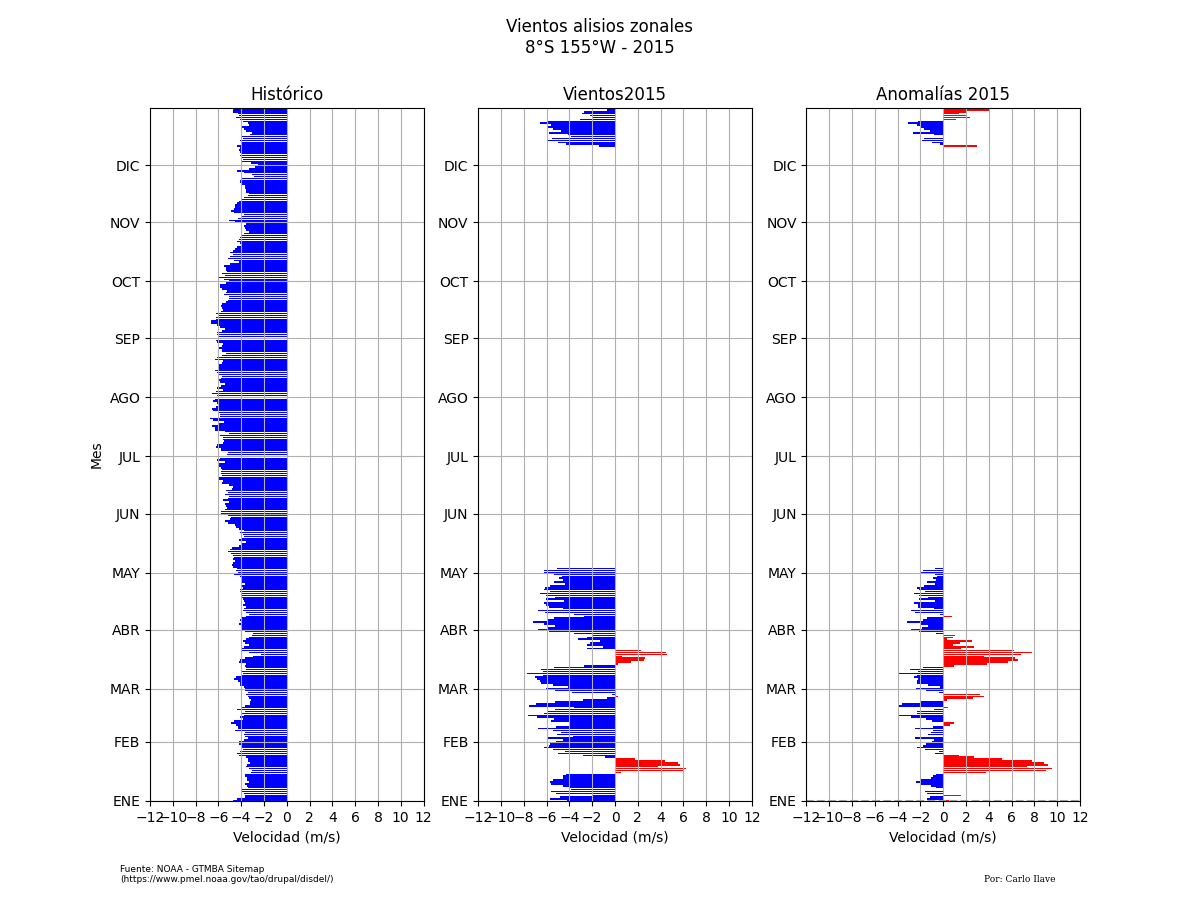 Vientos alisios zonales
8°S 155°W - 2015
Histórico
Vientos2015
Anomalías 2015
Mes
DIC
NOV
OCT
SEP
AGO
JUL
JUN
MAY
ABR
MAR
FEB
ENE
−12 −10 −8 −6 −4 −2 0 2 4 6 8 10 12
Velocidad (m/s)
DIC
NOV
OCT
SEP
AGO
JUL
JUN
MAY
ABR
MAR
FEB
ENE
−12 −10 −8 −6 −4 −2 0 2 4 6 8 10 12
Velocidad (m/s)
DIC
NOV
OCT
SEP
AGO
JUL
JUN
MAY
ABR
MAR
FEB
ENE
−12 −10 −8 −6 −4 −2 0 2 4 6 8 10 12
Velocidad (m/s)
Fuente: NOAA - GTMBA Sitemap
(https://www.pmel.noaa.gov/tao/drupal/disdel/)
Por: Carlo Ilave